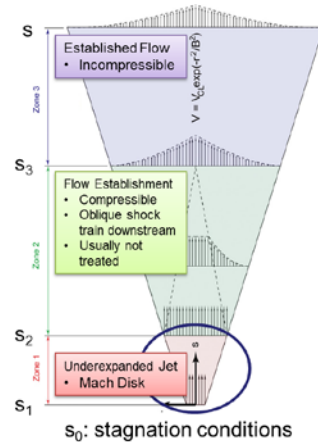 S
Established Flow
• Incompressible
Zone 3
V = V_CL exp(-r²/B²)
S₃
Flow Establishment
• Compressible
• Oblique shock
train downstream
• Usually not
treated
Zone 2
S₂
Underexpanded Jet
• Mach Disk
Zone 1
s
S₁
s₀: stagnation conditions